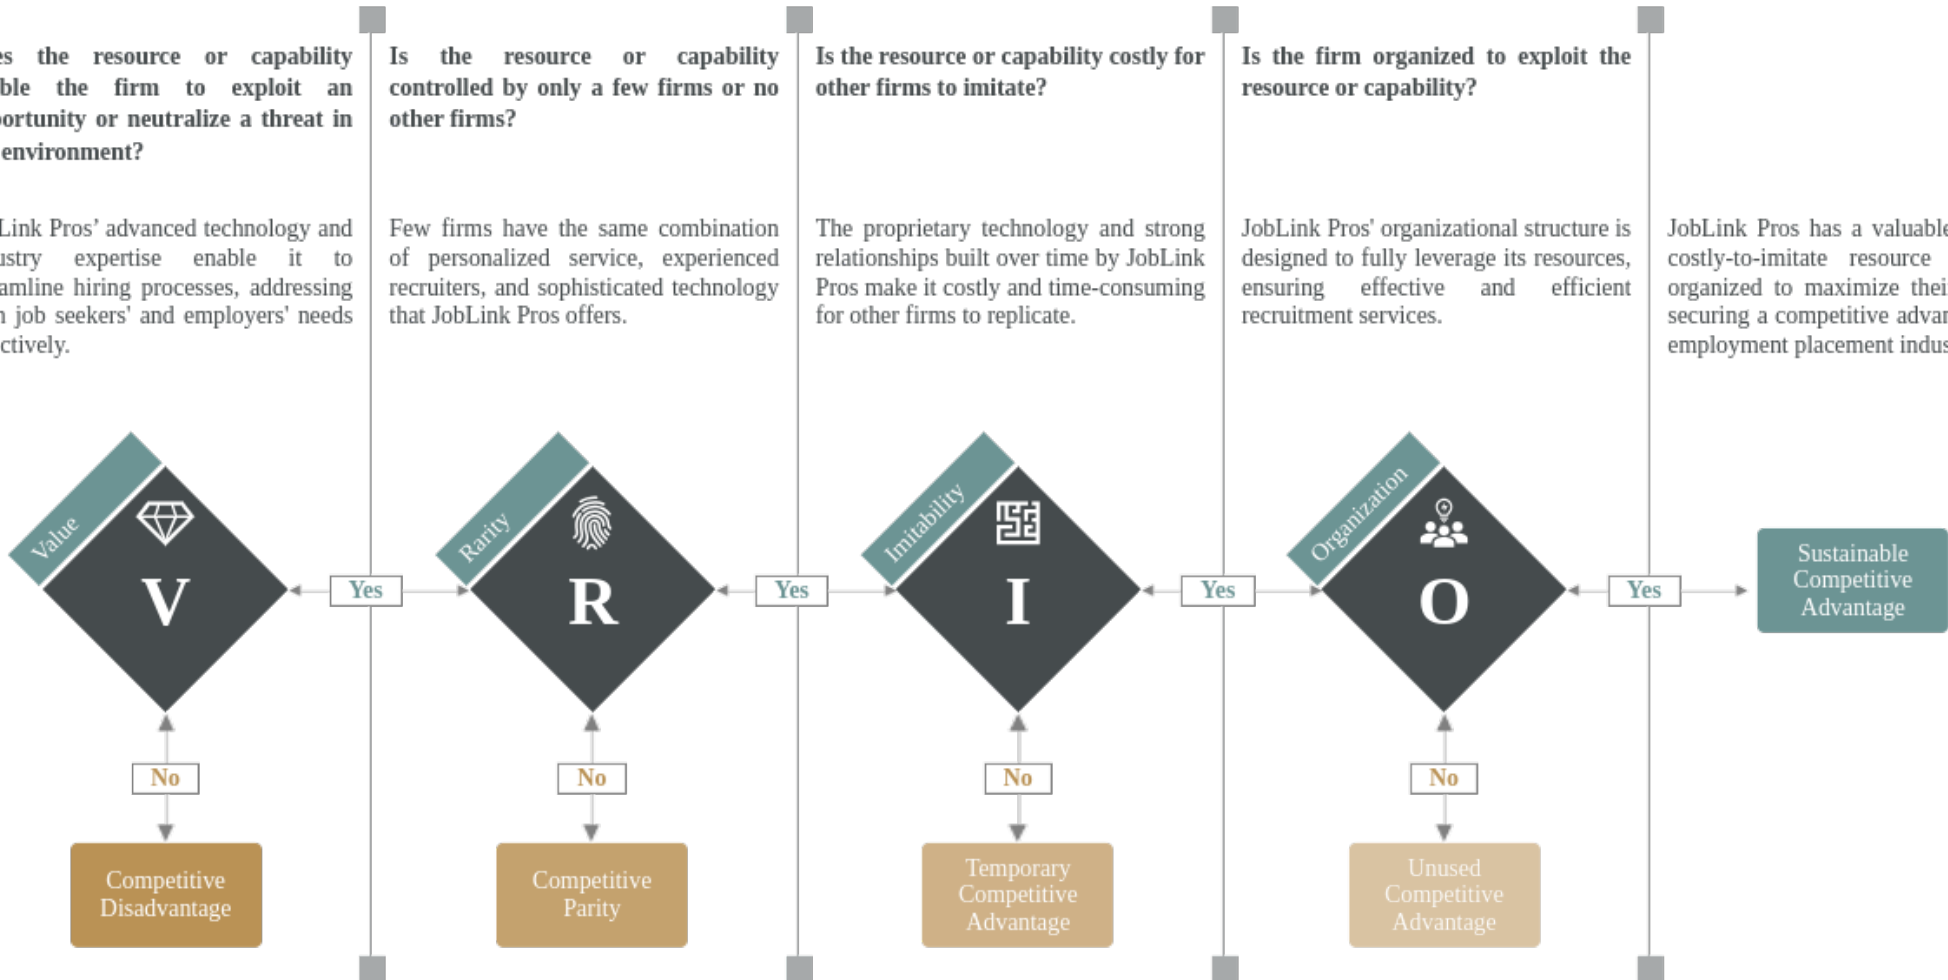 es the resource or capability
ble the firm to exploit an
ortunity or neutralize a threat in
environment?
Is the resource or capability
controlled by only a few firms or no
other firms?
Is the resource or capability costly for
other firms to imitate?
Is the firm organized to exploit the
resource or capability?
Link Pros’ advanced technology and
ustry expertise enable it to
amline hiring processes, addressing
n job seekers' and employers' needs
ctively.
Few firms have the same combination
of personalized service, experienced
recruiters, and sophisticated technology
that JobLink Pros offers.
The proprietary technology and strong
relationships built over time by JobLink
Pros make it costly and time-consuming
for other firms to replicate.
JobLink Pros' organizational structure is
designed to fully leverage its resources,
ensuring effective and efficient
recruitment services.
JobLink Pros has a valuable
costly-to-imitate resource
organized to maximize thei
securing a competitive advan
employment placement indus
Value
V
Yes
Rarity
R
Yes
Imitability
I
Yes
Organization
O
Yes
Sustainable
Competitive
Advantage
No
No
No
No
Competitive
Disadvantage
Competitive
Parity
Temporary
Competitive
Advantage
Unused
Competitive
Advantage